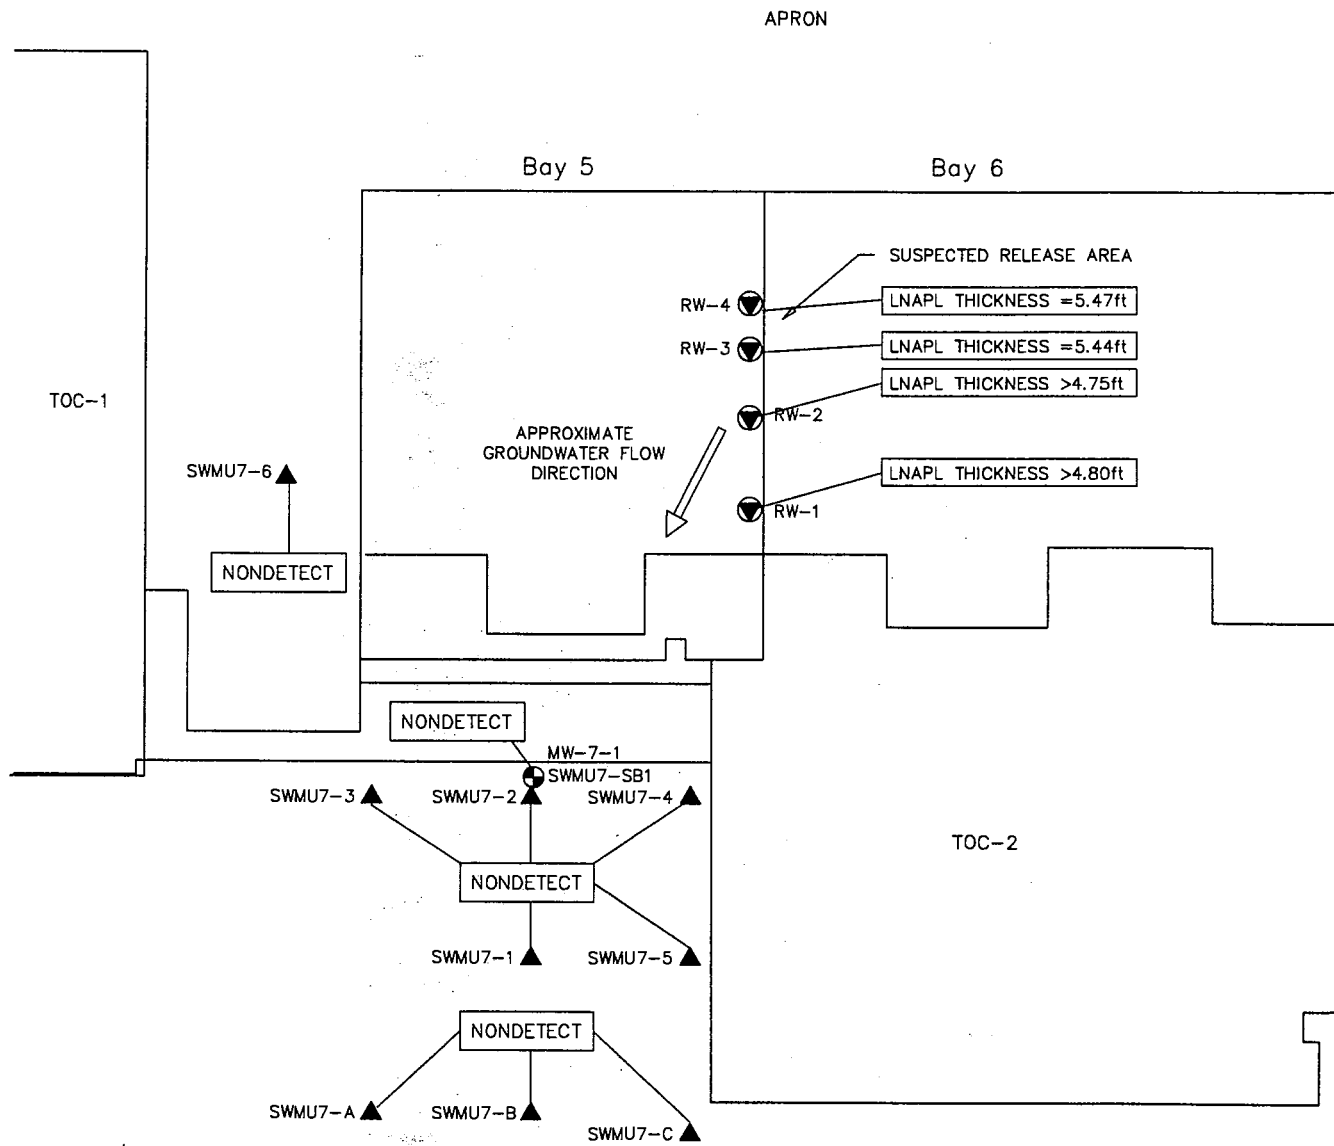 APRON
Bay 5
Bay 6
SUSPECTED RELEASE AREA
RW-4
LNAPL THICKNESS =5.47ft
RW-3
LNAPL THICKNESS =5.44ft
LNAPL THICKNESS >4.75ft
TOC-1
RW-2
APPROXIMATE
GROUNDWATER FLOW
DIRECTION
SWMU7-6
LNAPL THICKNESS >4.80ft
RW-1
NONDETECT
NONDETECT
MW-7-1
SWMU7-SB1
SWMU7-3
SWMU7-2
SWMU7-4
TOC-2
NONDETECT
SWMU7-1
SWMU7-5
NONDETECT
SWMU7-A
SWMU7-B
SWMU7-C